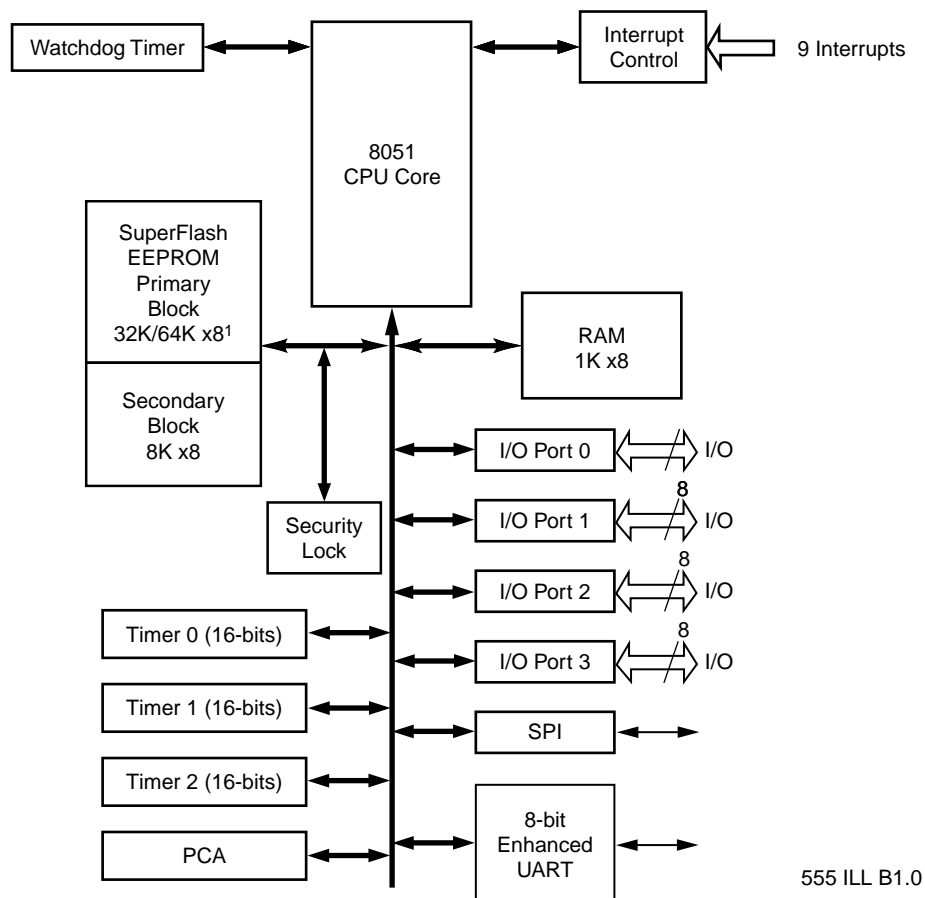 Watchdog Timer
8051
CPU Core
Interrupt
Control
9 Interrupts
SuperFlash
EEPROM
Primary
Block
32K/64K x8¹
Secondary
Block
8K x8
RAM
1K x8
Security
Lock
I/O Port 0
I/O
I/O Port 1
8
I/O
I/O Port 2
8
I/O
I/O Port 3
8
I/O
Timer 0 (16-bits)
Timer 1 (16-bits)
Timer 2 (16-bits)
PCA
SPI
8-bit
Enhanced
UART
555 ILL B1.0